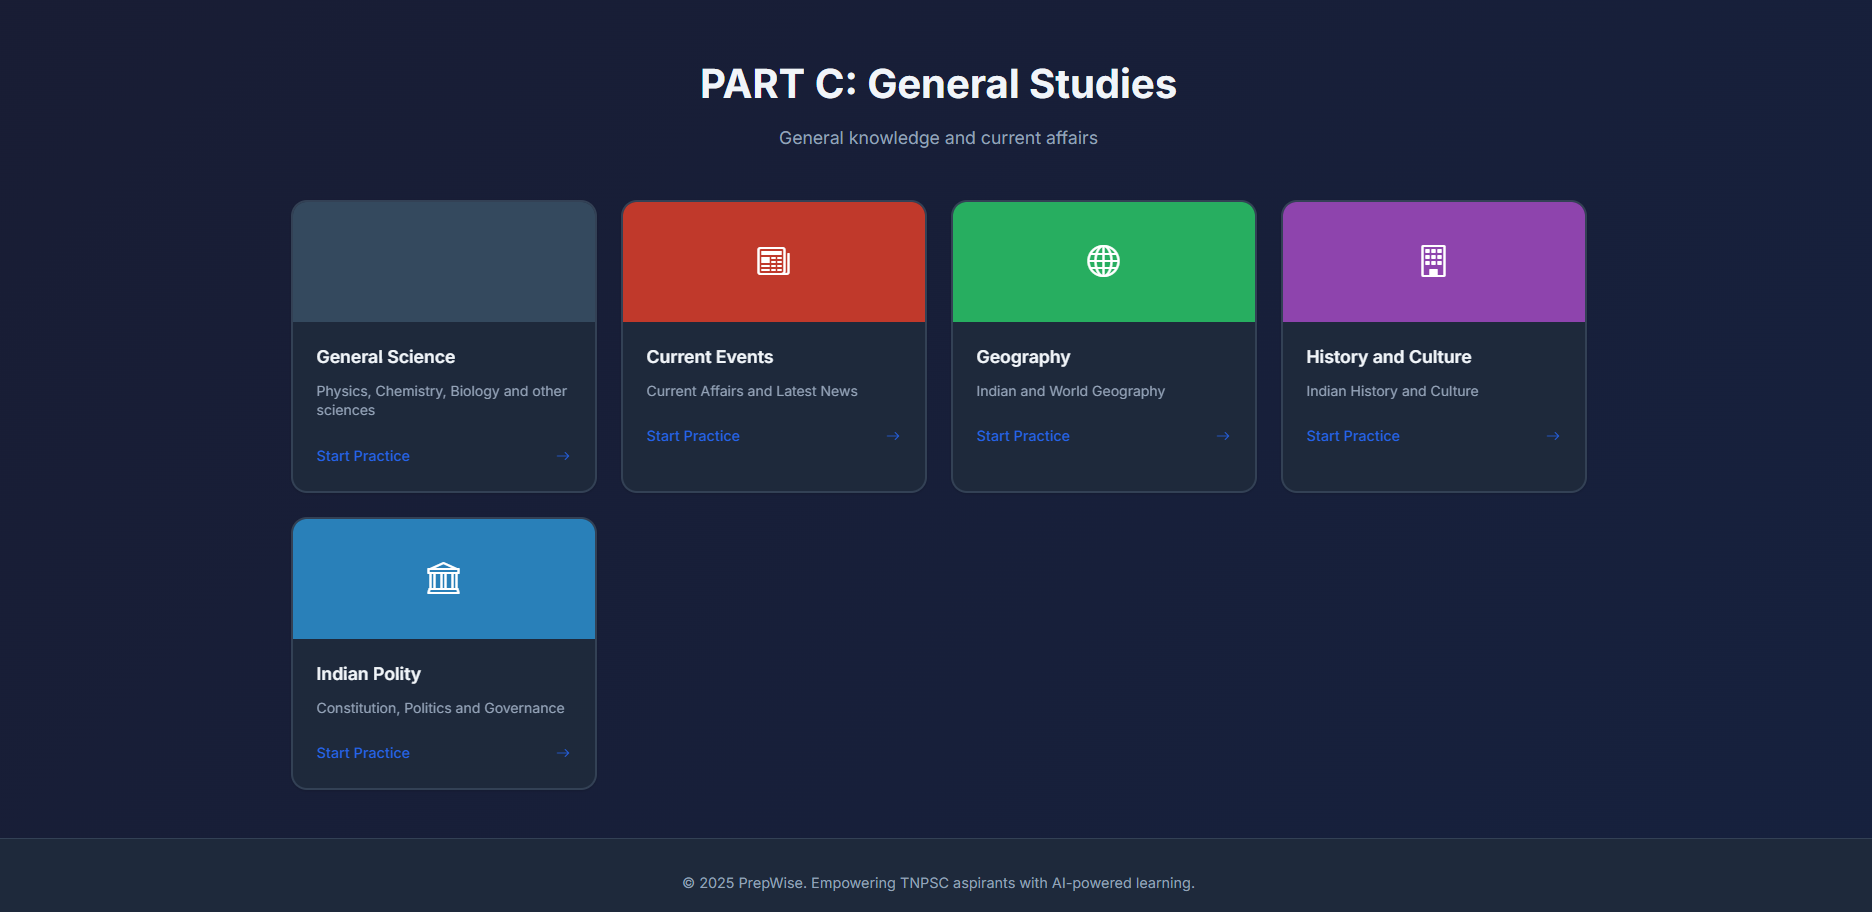 PART C: General Studies
General knowledge and current affairs
General Science
Physics, Chemistry, Biology and other
sciences
Start Practice →
Current Events
Current Affairs and Latest News
Start Practice →
Geography
Indian and World Geography
Start Practice →
History and Culture
Indian History and Culture
Start Practice →
Indian Polity
Constitution, Politics and Governance
Start Practice →
© 2025 PrepWise. Empowering TNPSC aspirants with AI-powered learning.